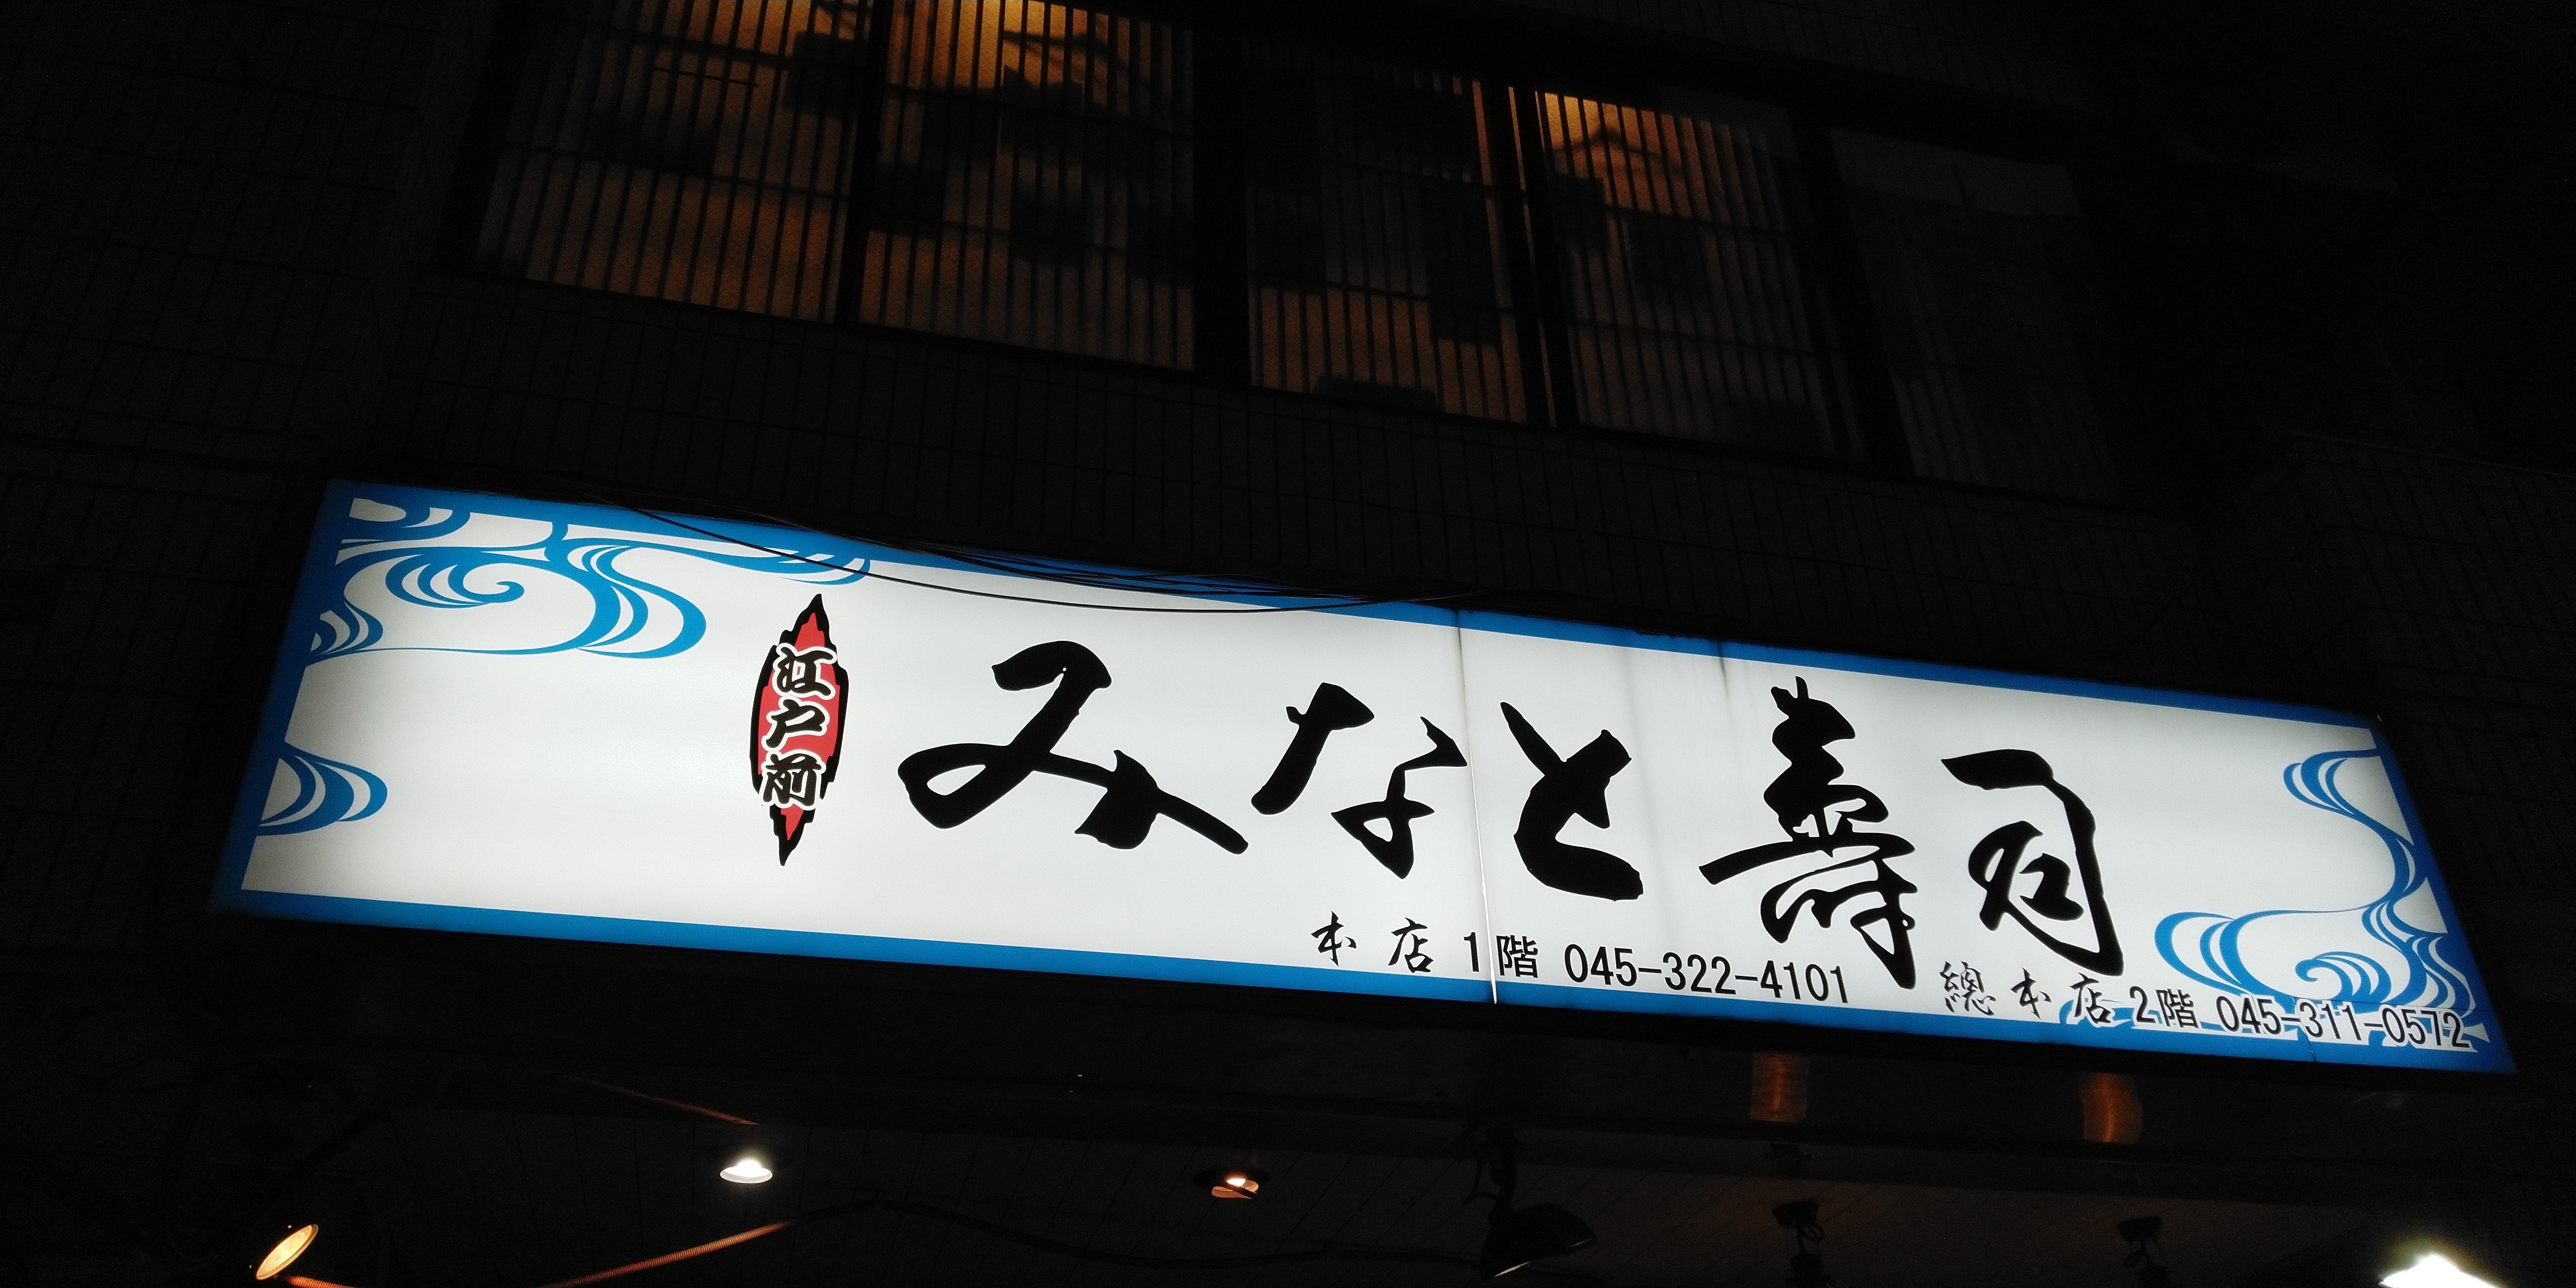 江戸前
みなと寿司
本店1階 045-322-4101
總本店2階 045-311-0572